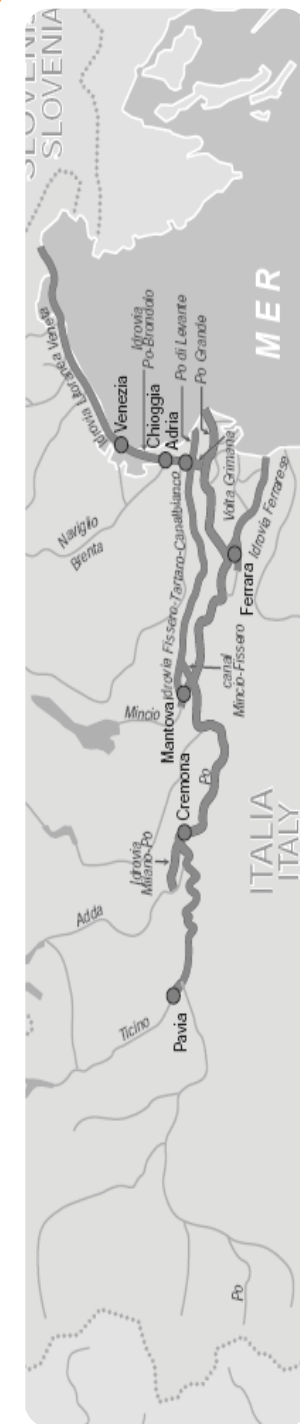 SLOVENI
SLOVENIA
MER
Idrovia Litoranea Veneta
Venezia
Idrovia
Po-Brondolo
Chioggia
Adria
Po di Levante
Po Grande
Naviglio
Brenta
Volta Grimana
Idrovia Fissero-Tartaro-Canalbianco
Idrovia Ferrarese
Ferrara
canal
Mincio-Fissero
Mincio
Mantova
Po
Cremona
Idrovia
Milano-Po
ITALIA
ITALY
Adda
Ticino
Pavia
Po